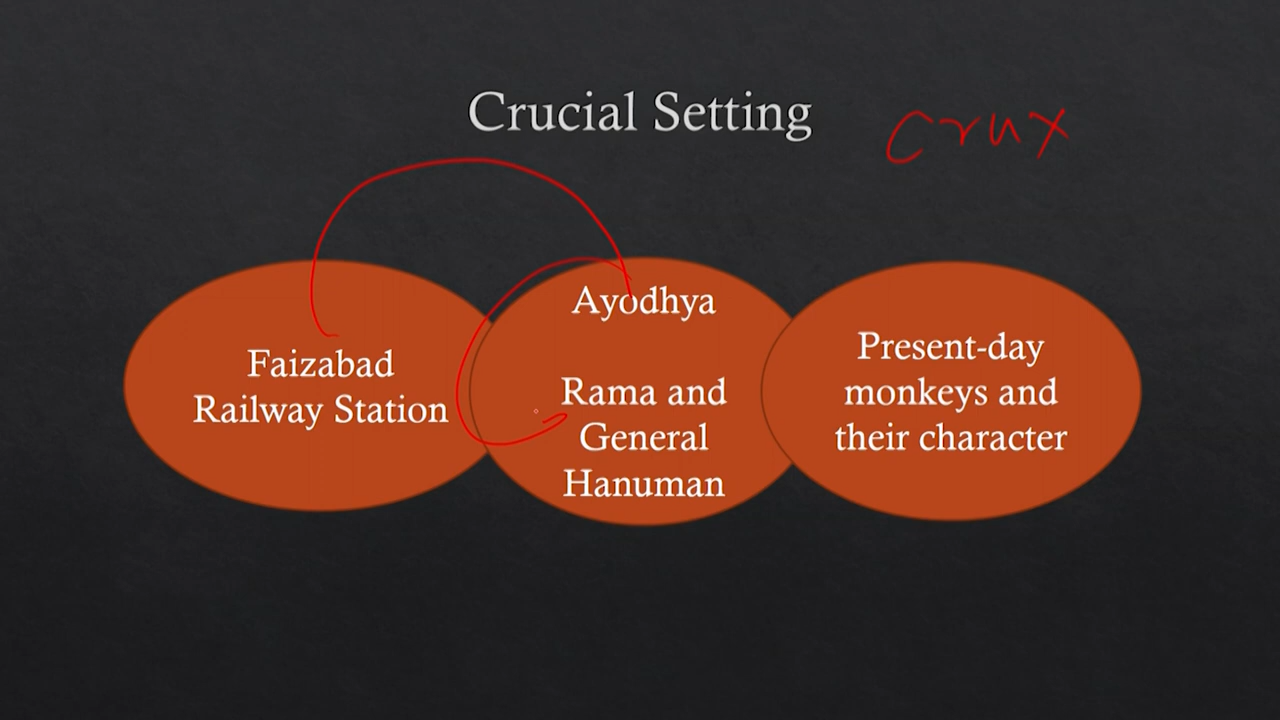 Crucial Setting
crux
Faizabad
Railway Station
Ayodhya
Rama and
General
Hanuman
Present-day
monkeys and
their character